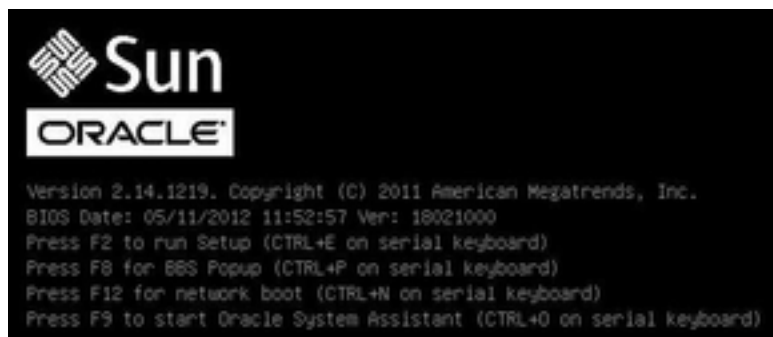 Sun
ORACLE
Version 2.14.1219. Copyright (C) 2011 American Megatrends, Inc.
BIOS Date: 05/11/2012 11:52:57 Ver: 18021000
Press F2 to run Setup (CTRL+E on serial keyboard)
Press F8 for BBS Popup (CTRL+P on serial keyboard)
Press F12 for network boot (CTRL+N on serial keyboard)
Press F9 to start Oracle System Assistant (CTRL+O on serial keyboard)